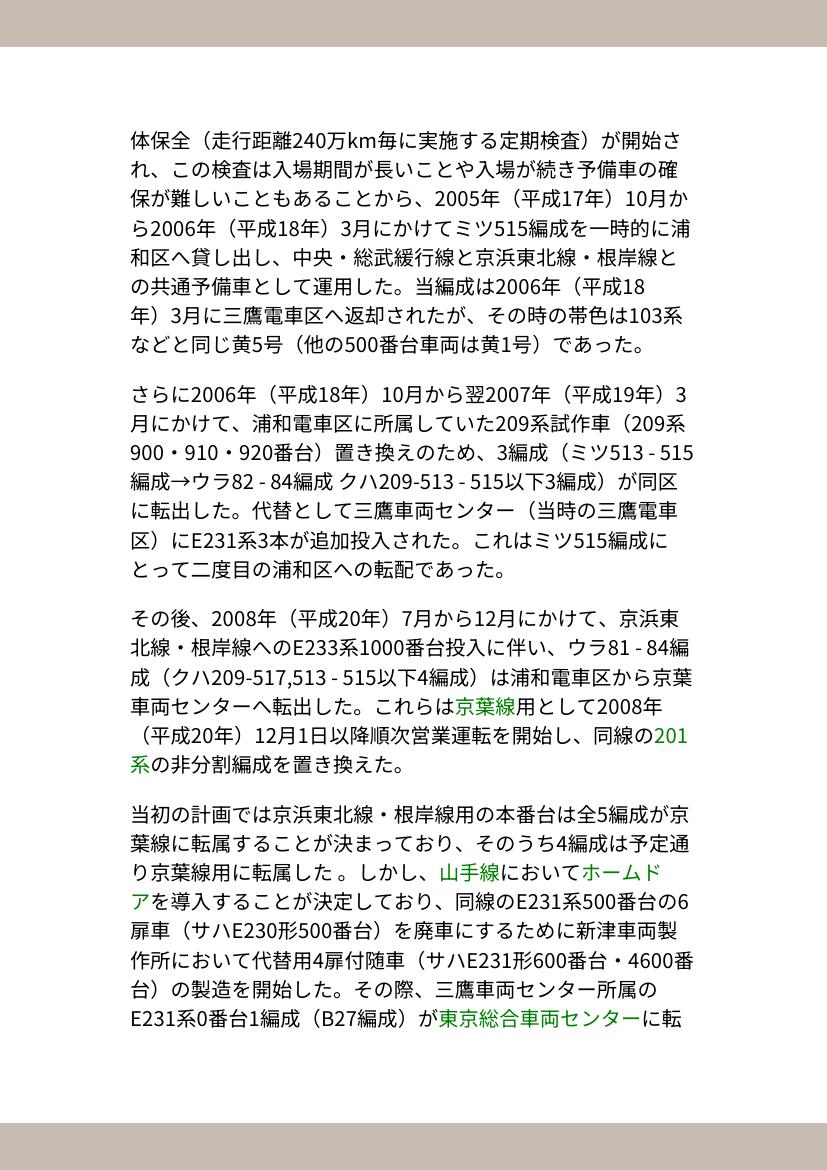 体保全（走行距離240万km毎に実施する定期検査）が開始さ
れ、この検査は入場期間が長いことや入場が続き予備車の確
保が難しいこともあることから、2005年（平成17年）10月か
ら2006年（平成18年）3月にかけてミツ515編成を一時的に浦
和区へ貸し出し、中央・総武緩行線と京浜東北線・根岸線と
の共通予備車として運用した。当編成は2006年（平成18
年）3月に三鷹電車区へ返却されたが、その時の帯色は103系
などと同じ黄5号（他の500番台車両は黄1号）であった。
さらに2006年（平成18年）10月から翌2007年（平成19年）3
月にかけて、浦和電車区に所属していた209系試作車（209系
900・910・920番台）置き換えのため、3編成（ミツ513 - 515
編成→ウラ82 - 84編成 クハ209-513 - 515以下3編成）が同区
に転出した。代替として三鷹車両センター（当時の三鷹電車
区）にE231系3本が追加投入された。これはミツ515編成に
とって二度目の浦和区への転配であった。
その後、2008年（平成20年）7月から12月にかけて、京浜東
北線・根岸線へのE233系1000番台投入に伴い、ウラ81 - 84編
成（クハ209-517,513 - 515以下4編成）は浦和電車区から京葉
車両センターへ転出した。これらは京葉線用として2008年
（平成20年）12月1日以降順次営業運転を開始し、同線の201
系の非分割編成を置き換えた。
当初の計画では京浜東北線・根岸線用の本番台は全5編成が京
葉線に転属することが決まっており、そのうち4編成は予定通
り京葉線用に転属した 。しかし、山手線においてホームド
アを導入することが決定しており、同線のE231系500番台の6
扉車（サハE230形500番台）を廃車にするために新津車両製
作所において代替用4扉付随車（サハE231形600番台・4600番
台）の製造を開始した。その際、三鷹車両センター所属の
E231系0番台1編成（B27編成）が東京総合車両センターに転